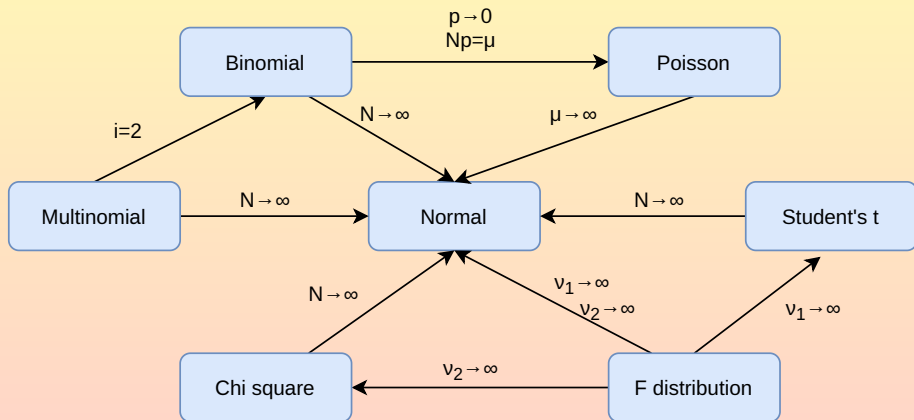 p→0
Np=μ
Binomial
Poisson
N→∞
μ→∞
i=2
Multinomial
N→∞
Normal
N→∞
Student's t
N→∞
ν₁→∞
ν₂→∞
ν₁→∞
Chi square
ν₂→∞
F distribution